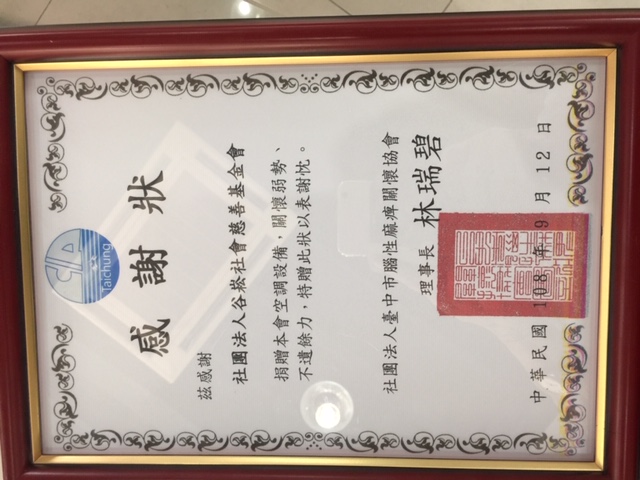 Taichung
感謝狀
茲感謝
社團法人谷崧社會慈善基金會
捐贈本會空調設備，關懷弱勢、
不遺餘力，特贈此狀以表謝忱。
社團法人臺中市腦性痲痺關懷協會
理事長 林瑞碧
中華民國 108 年 9 月 12 日